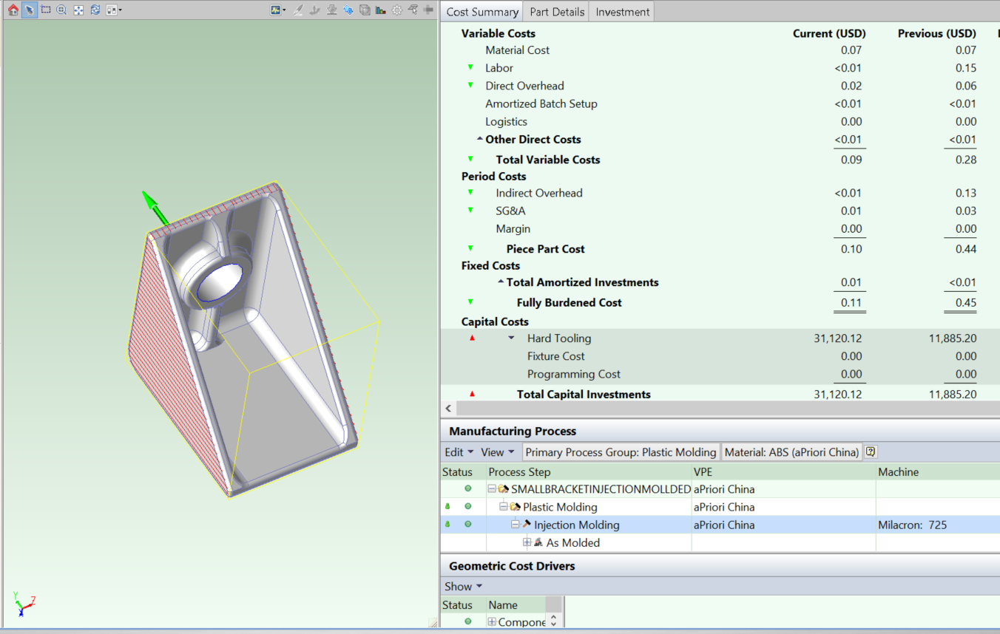 Cost Summary Part Details Investment
Variable Costs Current (USD) Previous (USD)
Material Cost 0.07 0.07
Labor <0.01 0.15
Direct Overhead 0.02 0.06
Amortized Batch Setup <0.01 <0.01
Logistics 0.00 0.00
Other Direct Costs <0.01 <0.01
Total Variable Costs 0.09 0.28
Period Costs
Indirect Overhead <0.01 0.13
SG&A 0.01 0.03
Margin 0.00 0.00
Piece Part Cost 0.10 0.44
Fixed Costs
Total Amortized Investments 0.01 <0.01
Fully Burdened Cost 0.11 0.45
Capital Costs
Hard Tooling 31,120.12 11,885.20
Fixture Cost 0.00 0.00
Programming Cost 0.00 0.00
Total Capital Investments 31,120.12 11,885.20
Manufacturing Process
Edit View Primary Process Group: Plastic Molding Material: ABS (aPriori China)
Status Process Step VPE Machine
SMALLBRACKETINJECTIONMOLLDED aPriori China
Plastic Molding aPriori China
Injection Molding aPriori China Milacron: 725
As Molded
Geometric Cost Drivers
Show
Status Name
Compone
Y Z X